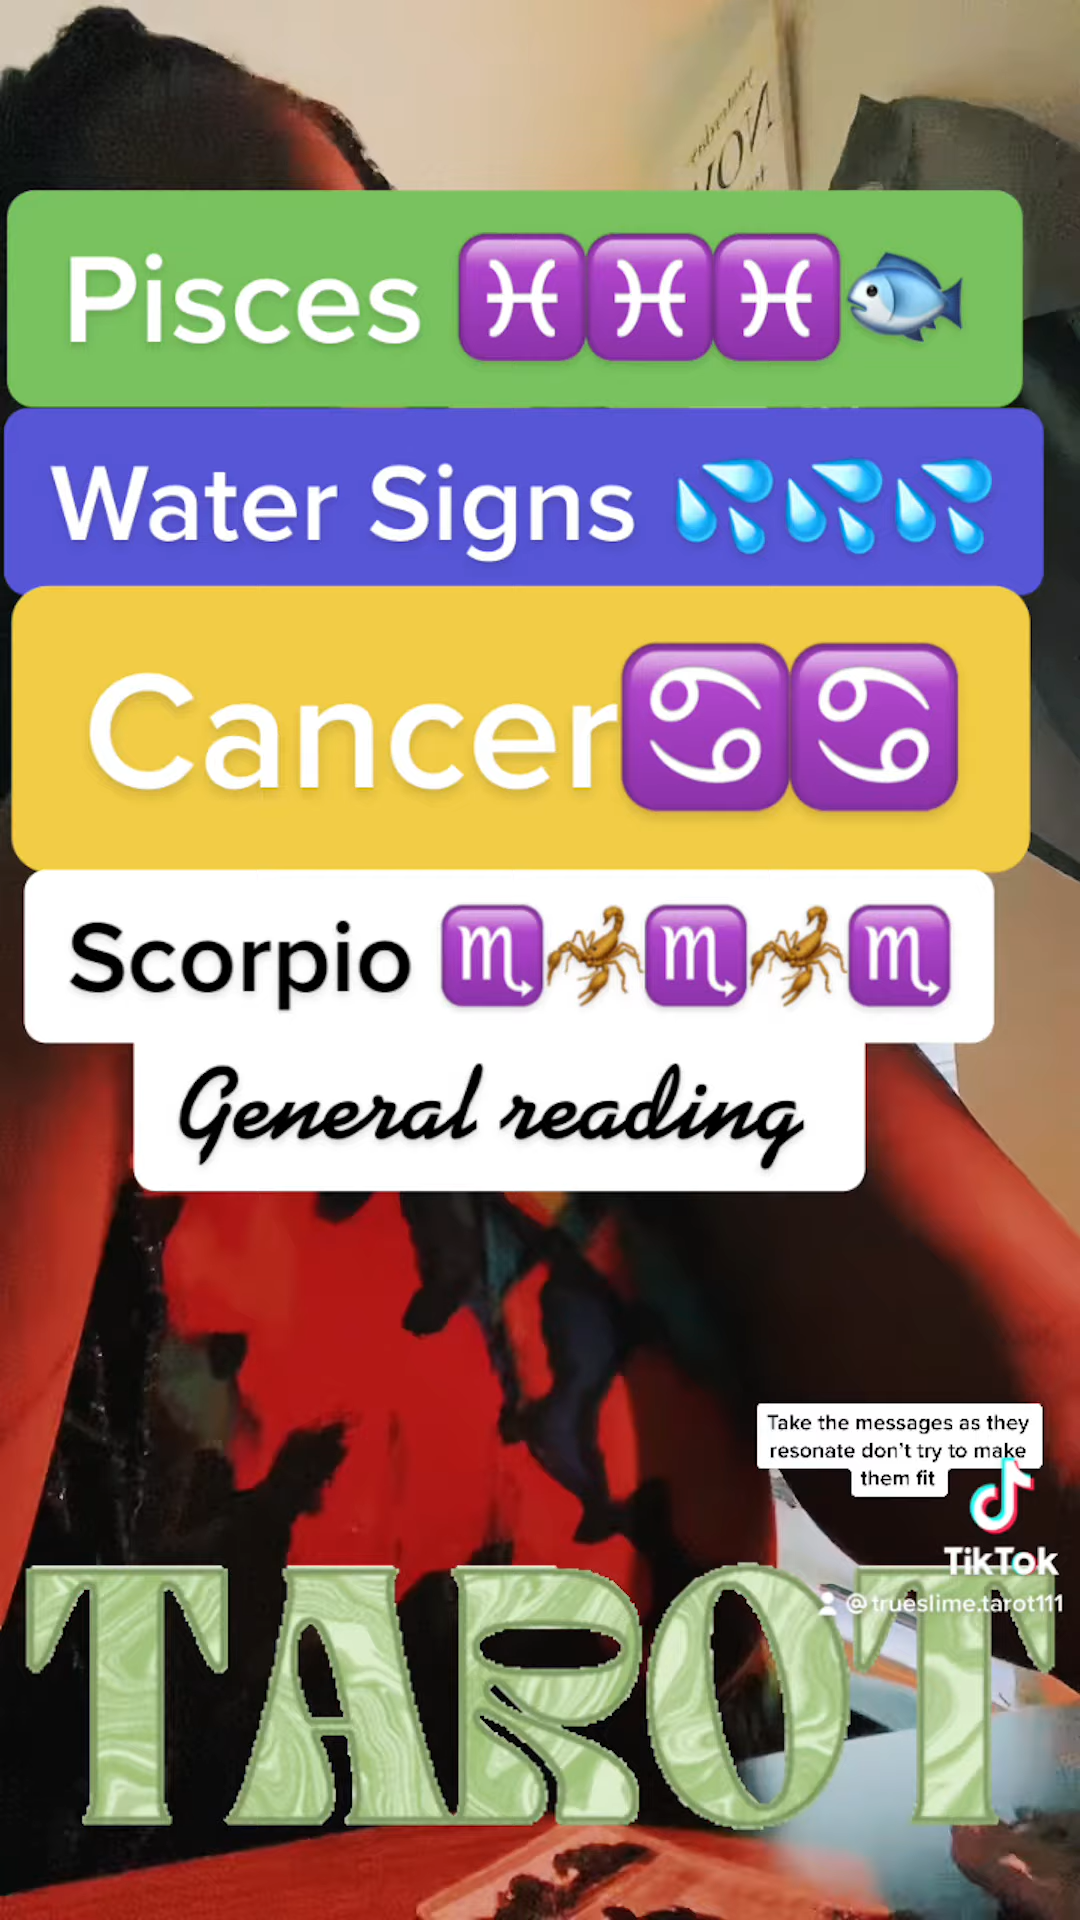 Pisces ♓♓♓🐟
Water Signs 💦💦💦
Cancer♋♋
Scorpio ♏🦂♏🦂♏
General reading
Take the messages as they
resonate don't try to make
them fit
TikTok
@trueslime.tarot111
TAROT